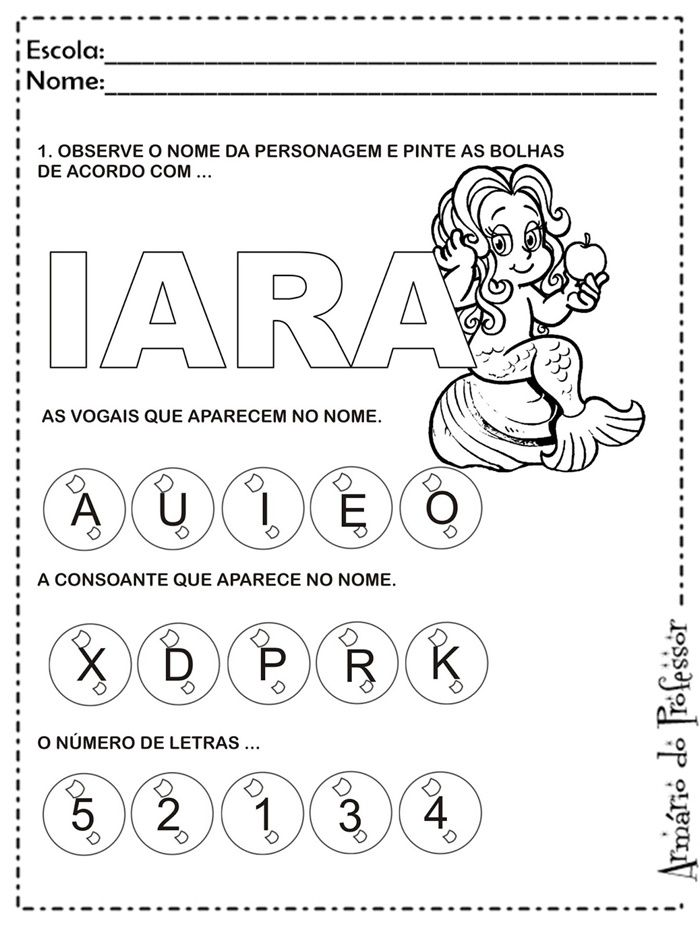 Escola:
Nome:
1. OBSERVE O NOME DA PERSONAGEM E PINTE AS BOLHAS
DE ACORDO COM ...
IARA
AS VOGAIS QUE APARECEM NO NOME.
A U I E O
A CONSOANTE QUE APARECE NO NOME.
X D P R K
O NÚMERO DE LETRAS ...
5 2 1 3 4
Armário do Professor